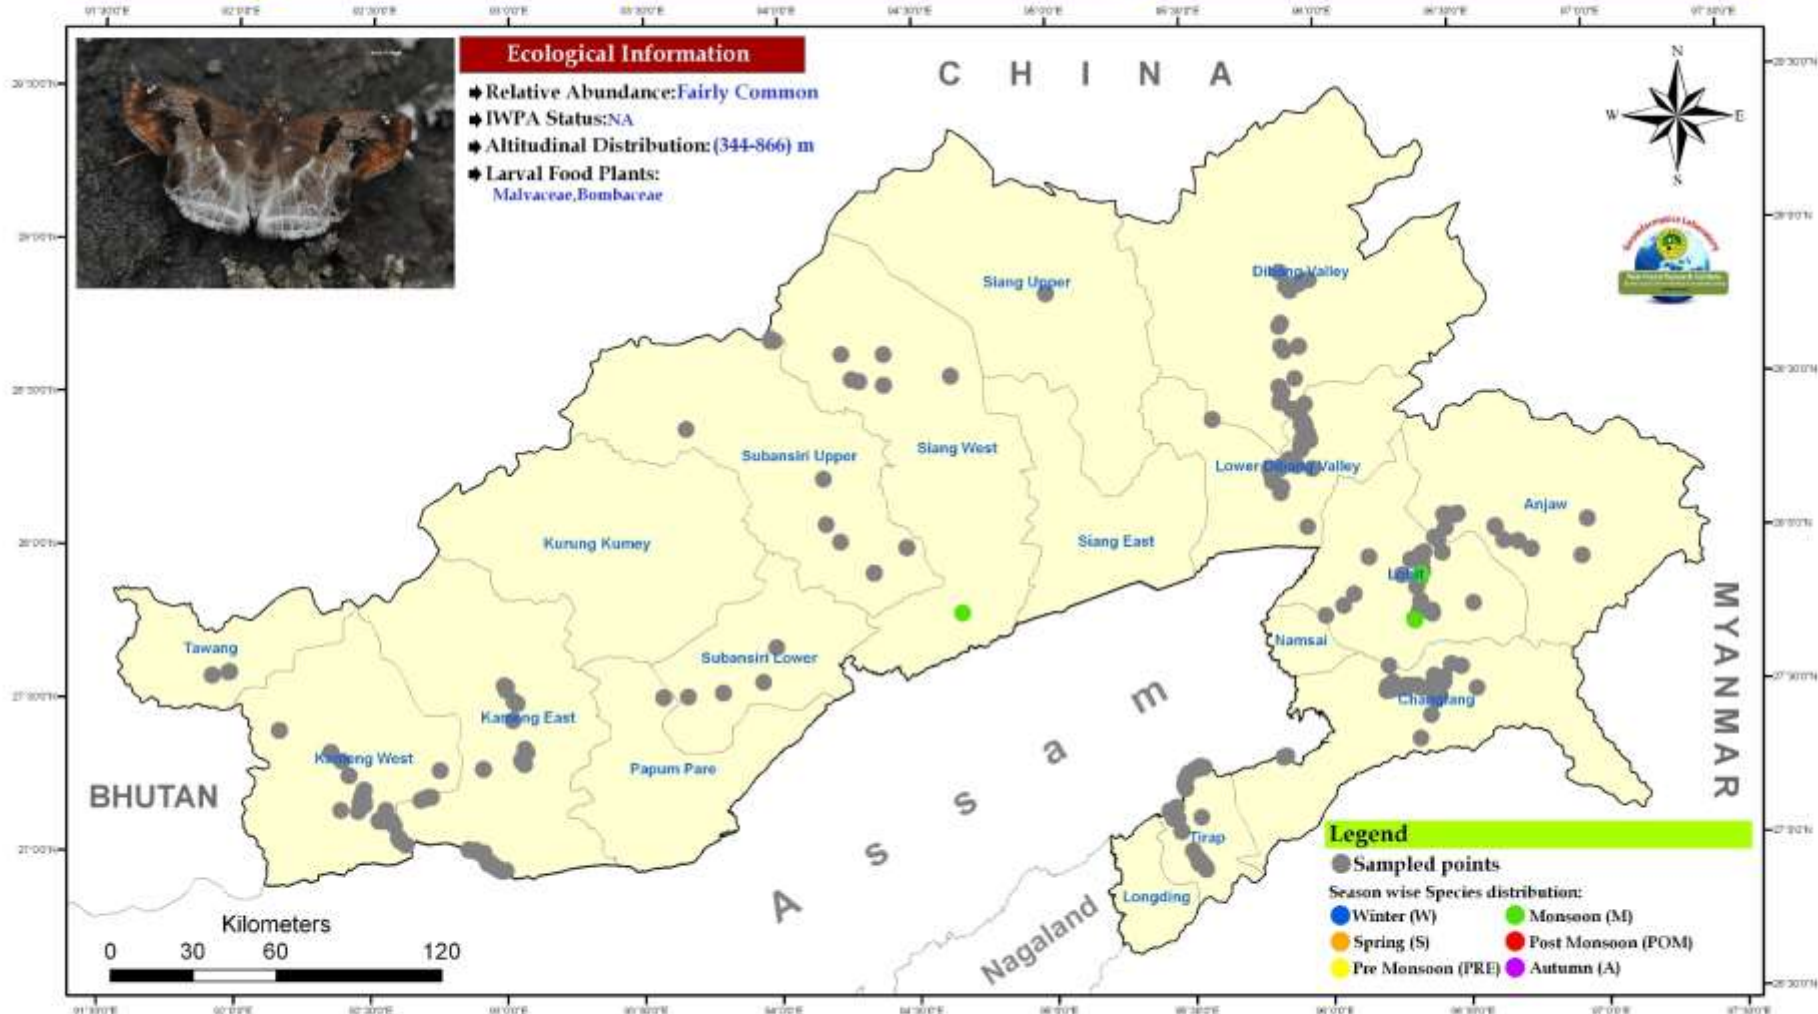 Ecological Information
Relative Abundance:Fairly Common
IWPA Status:NA
Altitudinal Distribution:(344-866) m
Larval Food Plants:
Malvaceae,Bombaceae
CHINA
N
W E
S
Siang Upper
Dibang Valley
Subansiri Upper
Siang West
Lower Dibang Valley
Anjaw
Kurung Kumey
Siang East
Lohit
Namsai
Tawang
Subansiri Lower
Changlang
Kameng East
Kameng West
Papum Pare
Tirap
Longding
BHUTAN
Assam
Nagaland
MYANMAR
Kilometers
0 30 60 120
Legend
Sampled points
Season wise Species distribution:
Winter (W)
Monsoon (M)
Spring (S)
Post Monsoon (POM)
Pre Monsoon (PRE)
Autumn (A)